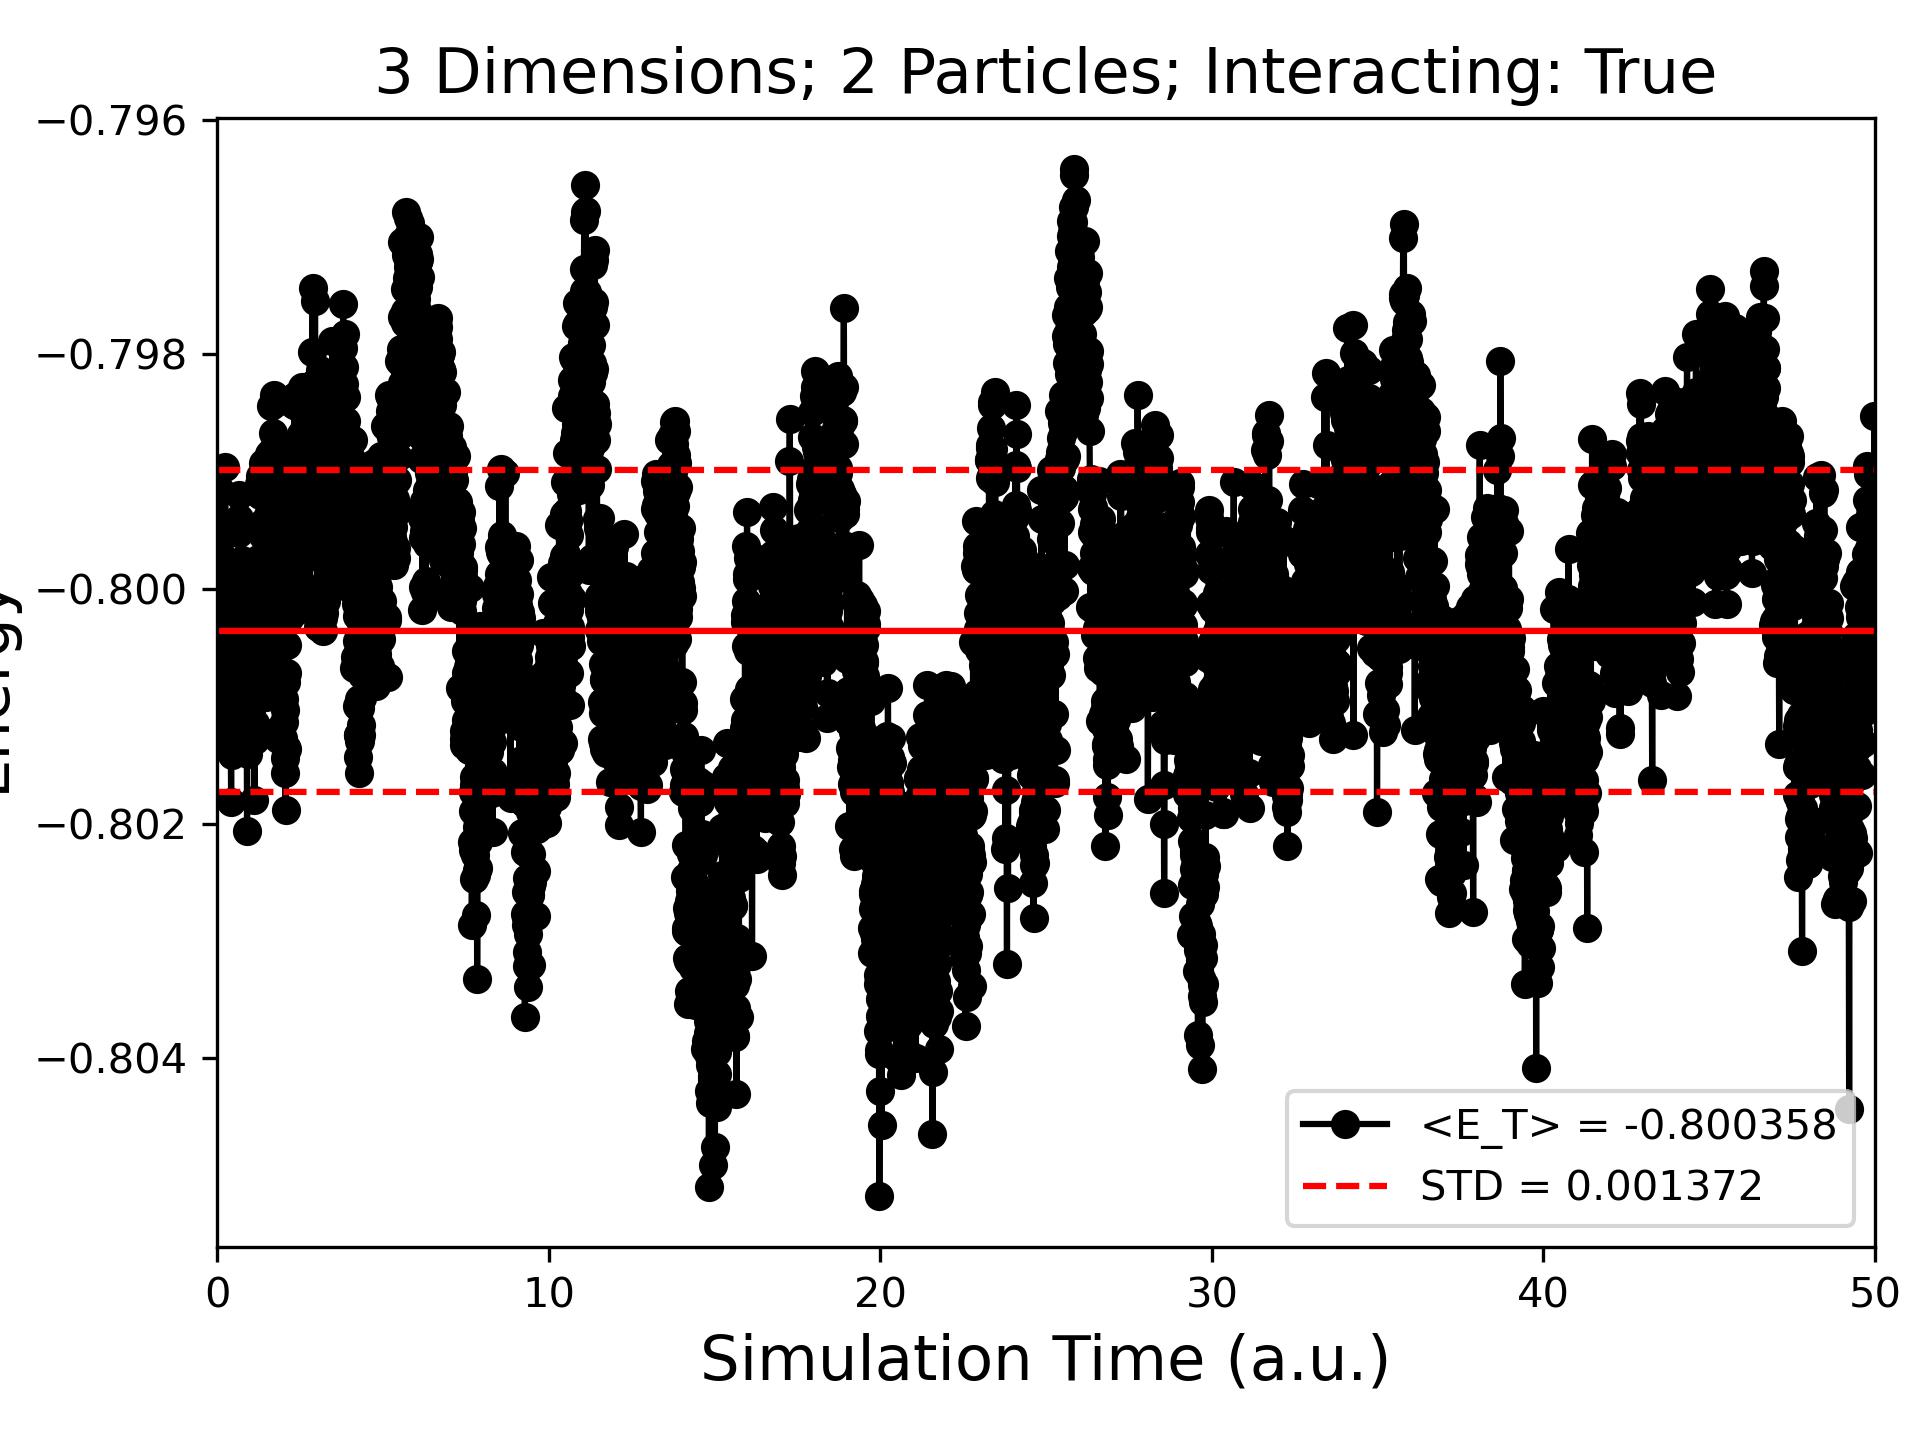 3 Dimensions; 2 Particles; Interacting: True
−0.796
−0.798
−0.800
−0.802
−0.804
Energy
0 10 20 30 40 50
Simulation Time (a.u.)
<E_T> = -0.800358
STD = 0.001372